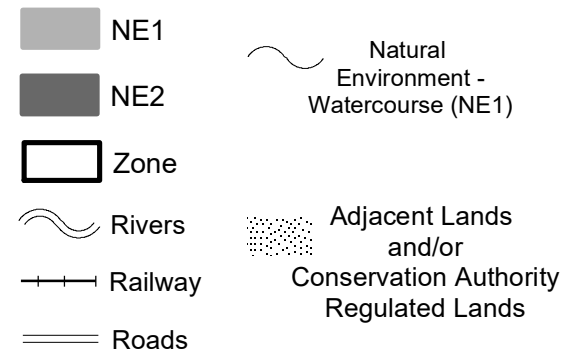 NE1
NE2
Zone
Rivers
Railway
Roads
Natural
Environment -
Watercourse (NE1)
Adjacent Lands
and/or
Conservation Authority
Regulated Lands